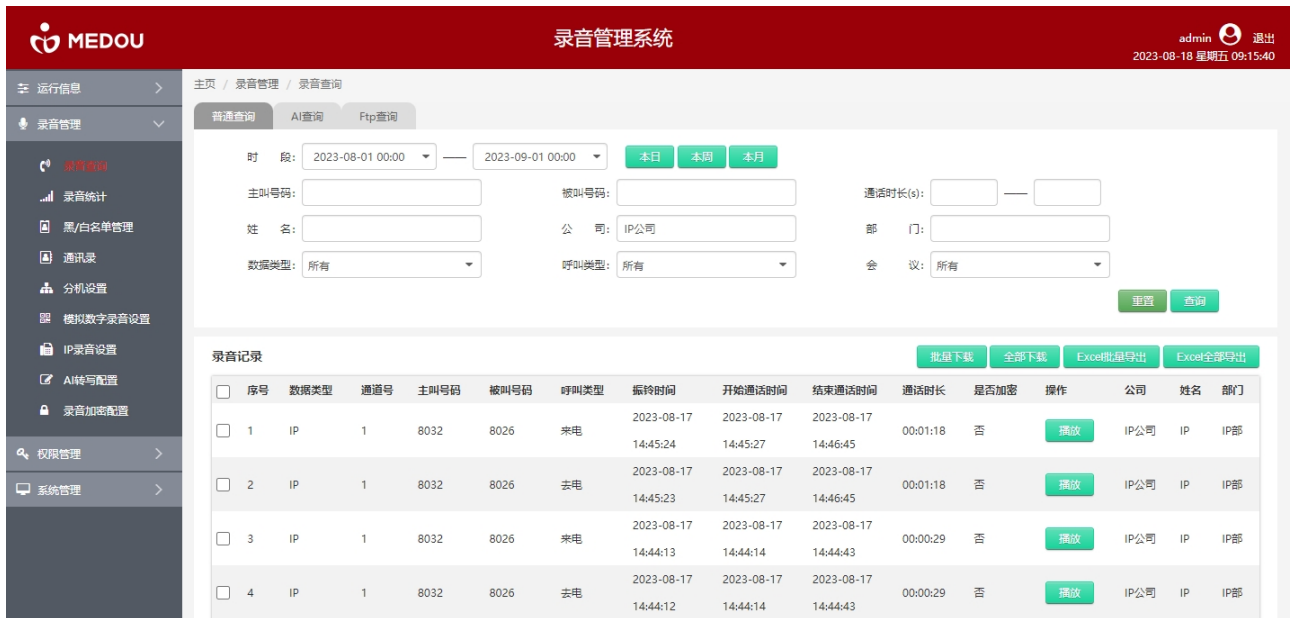 MEDOU
录音管理系统
admin 退出
2023-08-18 星期五 09:15:40
运行信息
录音管理
录音查询
录音统计
黑/白名单管理
通讯录
分机设置
模拟数字录音设置
IP录音设置
AI转写配置
录音加密配置
权限管理
系统管理
主页 / 录音管理 / 录音查询
普通查询 AI查询 Ftp查询
时 段: 2023-08-01 00:00 —— 2023-09-01 00:00 本日 本周 本月
主叫号码: 被叫号码: 通话时长(s): ——
姓 名: 公 司: IP公司 部 门:
数据类型: 所有 呼叫类型: 所有 会 议: 所有
重置 查询
录音记录 批量下载 全部下载 Excel批量导出 Excel全部导出
序号 数据类型 通道号 主叫号码 被叫号码 呼叫类型 振铃时间 开始通话时间 结束通话时间 通话时长 是否加密 操作 公司 姓名 部门
2023-08-17 2023-08-17 2023-08-17
1 IP 1 8032 8026 来电 00:01:18 否 播放 IP公司 IP IP部
14:45:24 14:45:27 14:46:45
2023-08-17 2023-08-17 2023-08-17
2 IP 1 8032 8026 去电 00:01:18 否 播放 IP公司 IP IP部
14:45:23 14:45:27 14:46:45
2023-08-17 2023-08-17 2023-08-17
3 IP 1 8032 8026 来电 00:00:29 否 播放 IP公司 IP IP部
14:44:13 14:44:14 14:44:43
2023-08-17 2023-08-17 2023-08-17
4 IP 1 8032 8026 去电 00:00:29 否 播放 IP公司 IP IP部
14:44:12 14:44:14 14:44:43